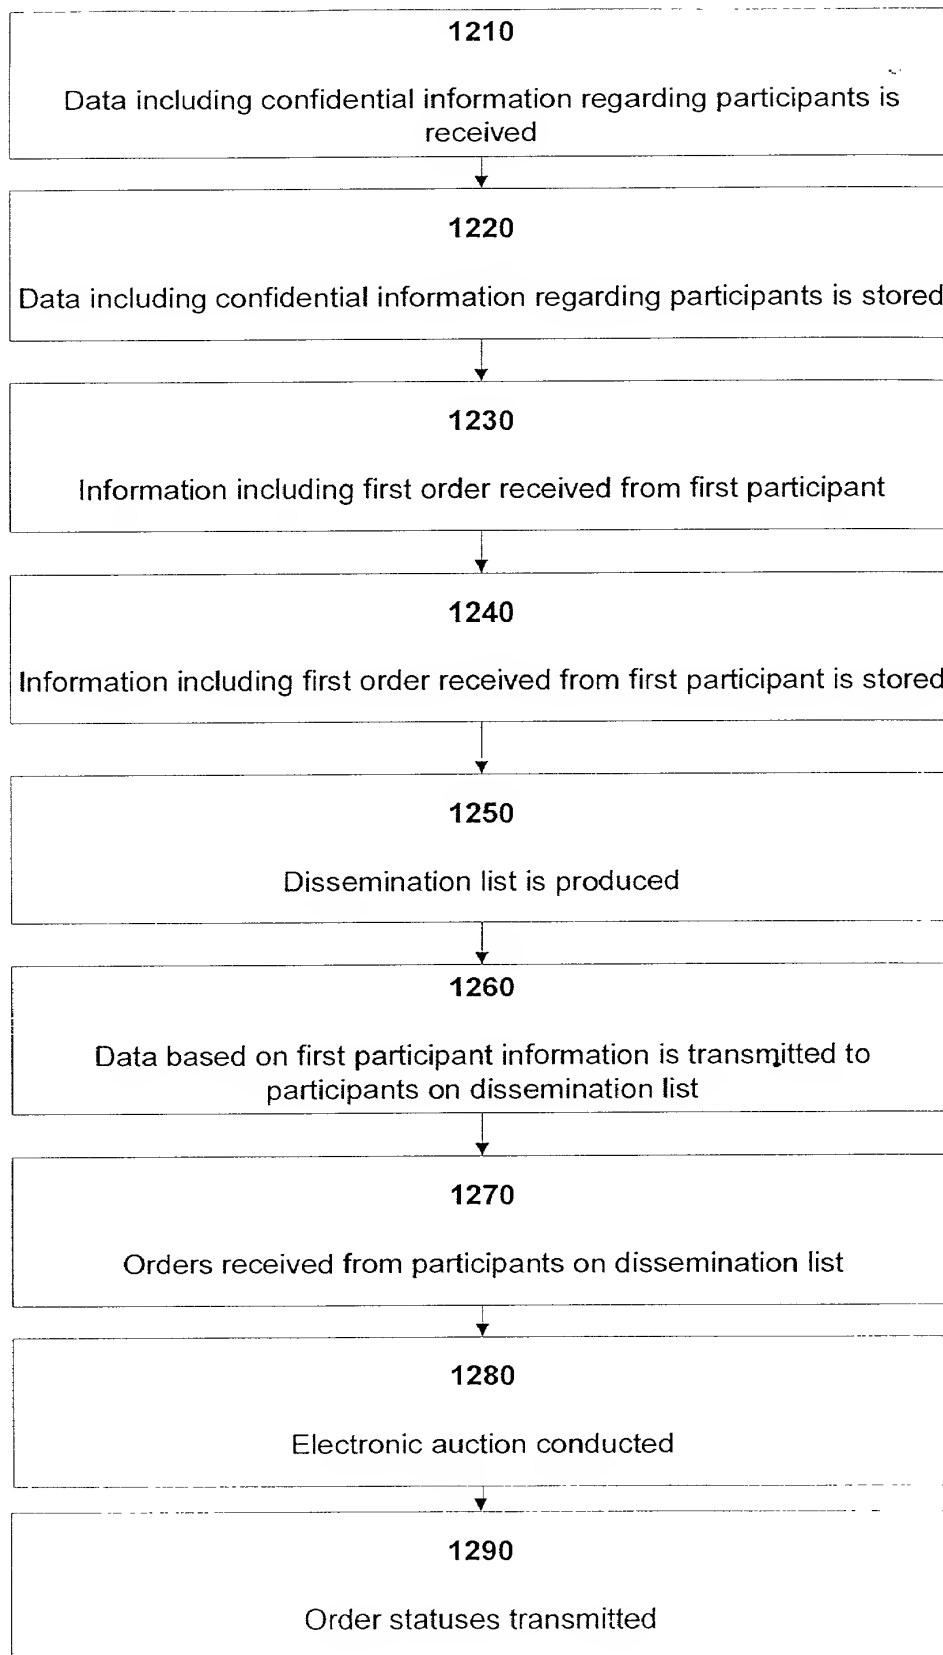 1210
Data including confidential information regarding participants is
received
1220
Data including confidential information regarding participants is stored
1230
Information including first order received from first participant
1240
Information including first order received from first participant is stored
1250
Dissemination list is produced
1260
Data based on first participant information is transmitted to
participants on dissemination list
1270
Orders received from participants on dissemination list
1280
Electronic auction conducted
1290
Order statuses transmitted